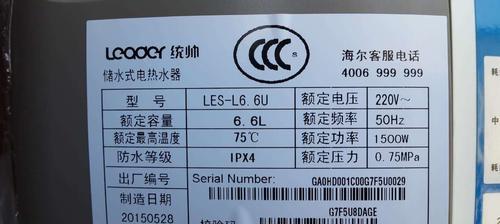 Leader 统帅
储水式电热水器
CCC S
海尔客服电话
4006 999 999
型 号 LES-L6.6U 额定电压 220V~
额定容量 6.6L 额定频率 50Hz
额定最高温度 75℃ 额定功率 1500W
防水等级 IPX4 额定压力 0.75MPa
出厂编号 Serial Number:
GA0HD001C00G7F5U0029
制造日期
20150528
G7F5U8DAGE
校验码